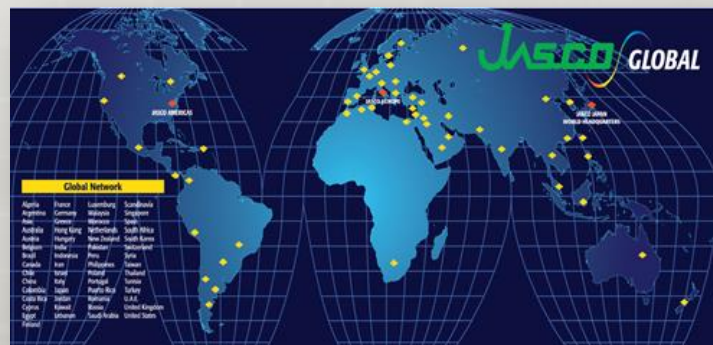 JASCO GLOBAL
JASCO AMERICAS
JASCO EUROPE
JASCO JAPAN
WORLD HEADQUARTERS
Global Network
Algeria France Luxemburg Scandinavia
Argentina Germany Malaysia Singapore
Asia Greece Morocco Spain
Australia Hong Kong Netherlands South Africa
Austria Hungary New Zealand South Korea
Belgium India Pakistan Switzerland
Brazil Indonesia Peru Syria
Canada Iran Philippines Taiwan
Chile Israel Poland Thailand
China Italy Portugal Tunisia
Colombia Japan Puerto Rico Turkey
Costa Rica Jordan Romania U.A.E.
Cyprus Kuwait Russia United Kingdom
Egypt Lebanon Saudi Arabia United States
Finland